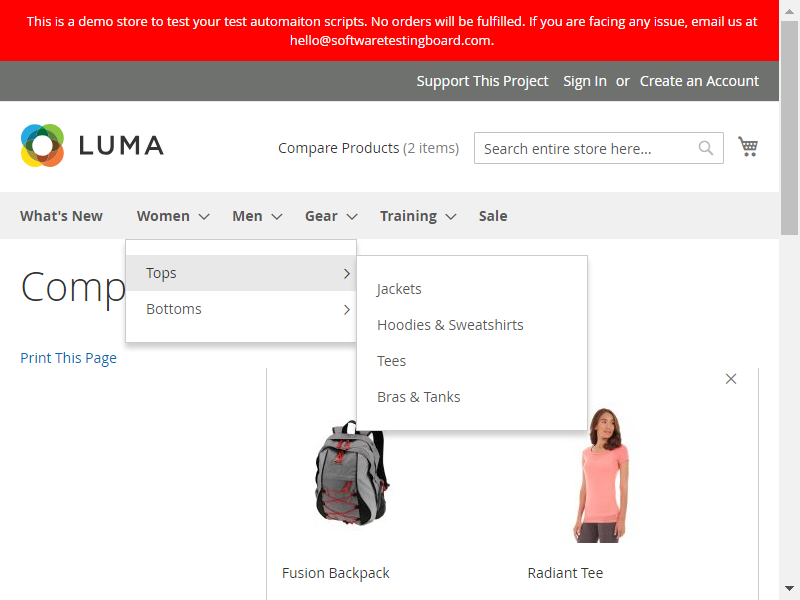 This is a demo store to test your test automaiton scripts. No orders will be fulfilled. If you are facing any issue, email us at
hello@softwaretestingboard.com.
Support This Project Sign In or Create an Account
LUMA
Compare Products (2 items)
Search entire store here...
What's New Women Men Gear Training Sale
Comp
Tops
Bottoms
Jackets
Hoodies & Sweatshirts
Tees
Bras & Tanks
Print This Page
Fusion Backpack
Radiant Tee